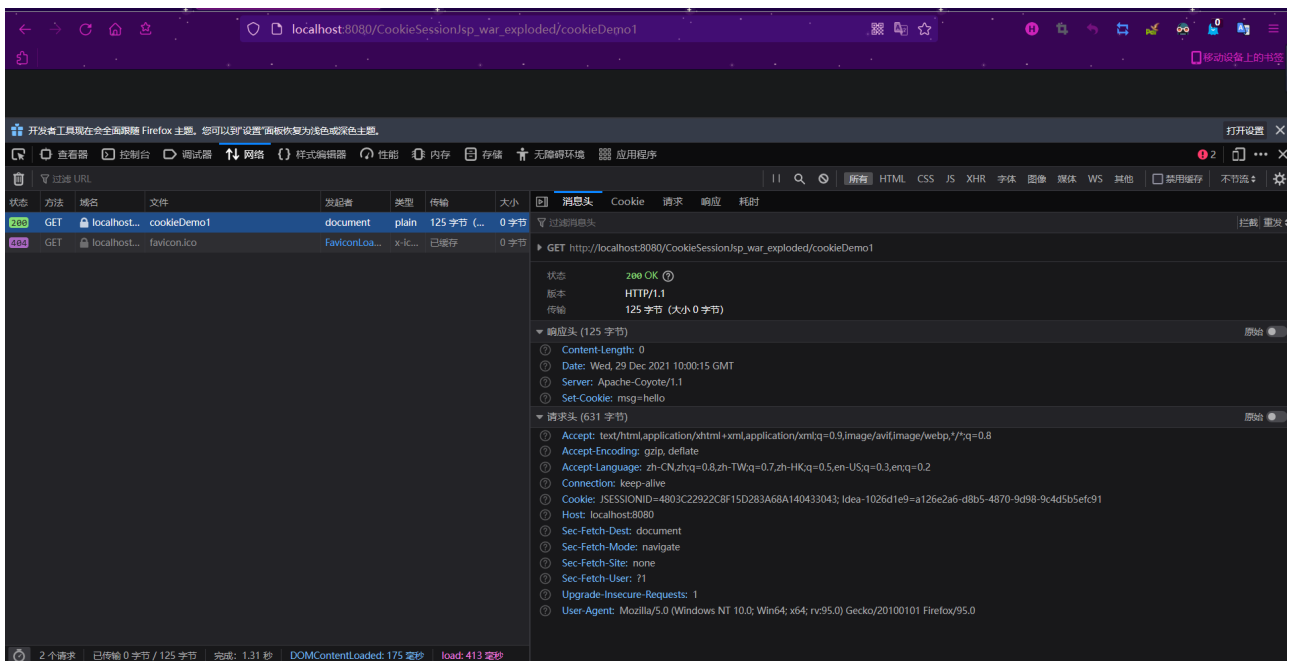 localhost:8080/CookieSessionJsp_war_exploded/cookieDemo1
移动设备上的书签
开发者工具现在会全面跟随 Firefox 主题。您可以到“设置”面板恢复为浅色或深色主题。 打开设置
查看器 控制台 调试器 网络 样式编辑器 性能 内存 存储 无障碍环境 应用程序 2
过滤 URL 所有 HTML CSS JS XHR 字体 图像 媒体 WS 其他 禁用缓存 不节流
状态 方法 域名 文件 发起者 类型 传输 大小 消息头 Cookie 请求 响应 耗时
200 GET localhost... cookieDemo1 document plain 125 字节 (... 0 字节
404 GET localhost... favicon.ico FaviconLoa... x-ic... 已缓存 0 字节
过滤消息头 拦截 重发
GET http://localhost:8080/CookieSessionJsp_war_exploded/cookieDemo1
状态 200 OK
版本 HTTP/1.1
传输 125 字节 (大小 0 字节)
响应头 (125 字节) 原始
Content-Length: 0
Date: Wed, 29 Dec 2021 10:00:15 GMT
Server: Apache-Coyote/1.1
Set-Cookie: msg=hello
请求头 (631 字节) 原始
Accept: text/html,application/xhtml+xml,application/xml;q=0.9,image/avif,image/webp,*/*;q=0.8
Accept-Encoding: gzip, deflate
Accept-Language: zh-CN,zh;q=0.8,zh-TW;q=0.7,zh-HK;q=0.5,en-US;q=0.3,en;q=0.2
Connection: keep-alive
Cookie: JSESSIONID=4803C22922C8F15D283A68A140433043; Idea-1026d1e9=a126e2a6-d8b5-4870-9d98-9c4d5b5efc91
Host: localhost:8080
Sec-Fetch-Dest: document
Sec-Fetch-Mode: navigate
Sec-Fetch-Site: none
Sec-Fetch-User: ?1
Upgrade-Insecure-Requests: 1
User-Agent: Mozilla/5.0 (Windows NT 10.0; Win64; x64; rv:95.0) Gecko/20100101 Firefox/95.0
2 个请求 已传输 0 字节 / 125 字节 完成: 1.31 秒 DOMContentLoaded: 175 毫秒 load: 413 毫秒